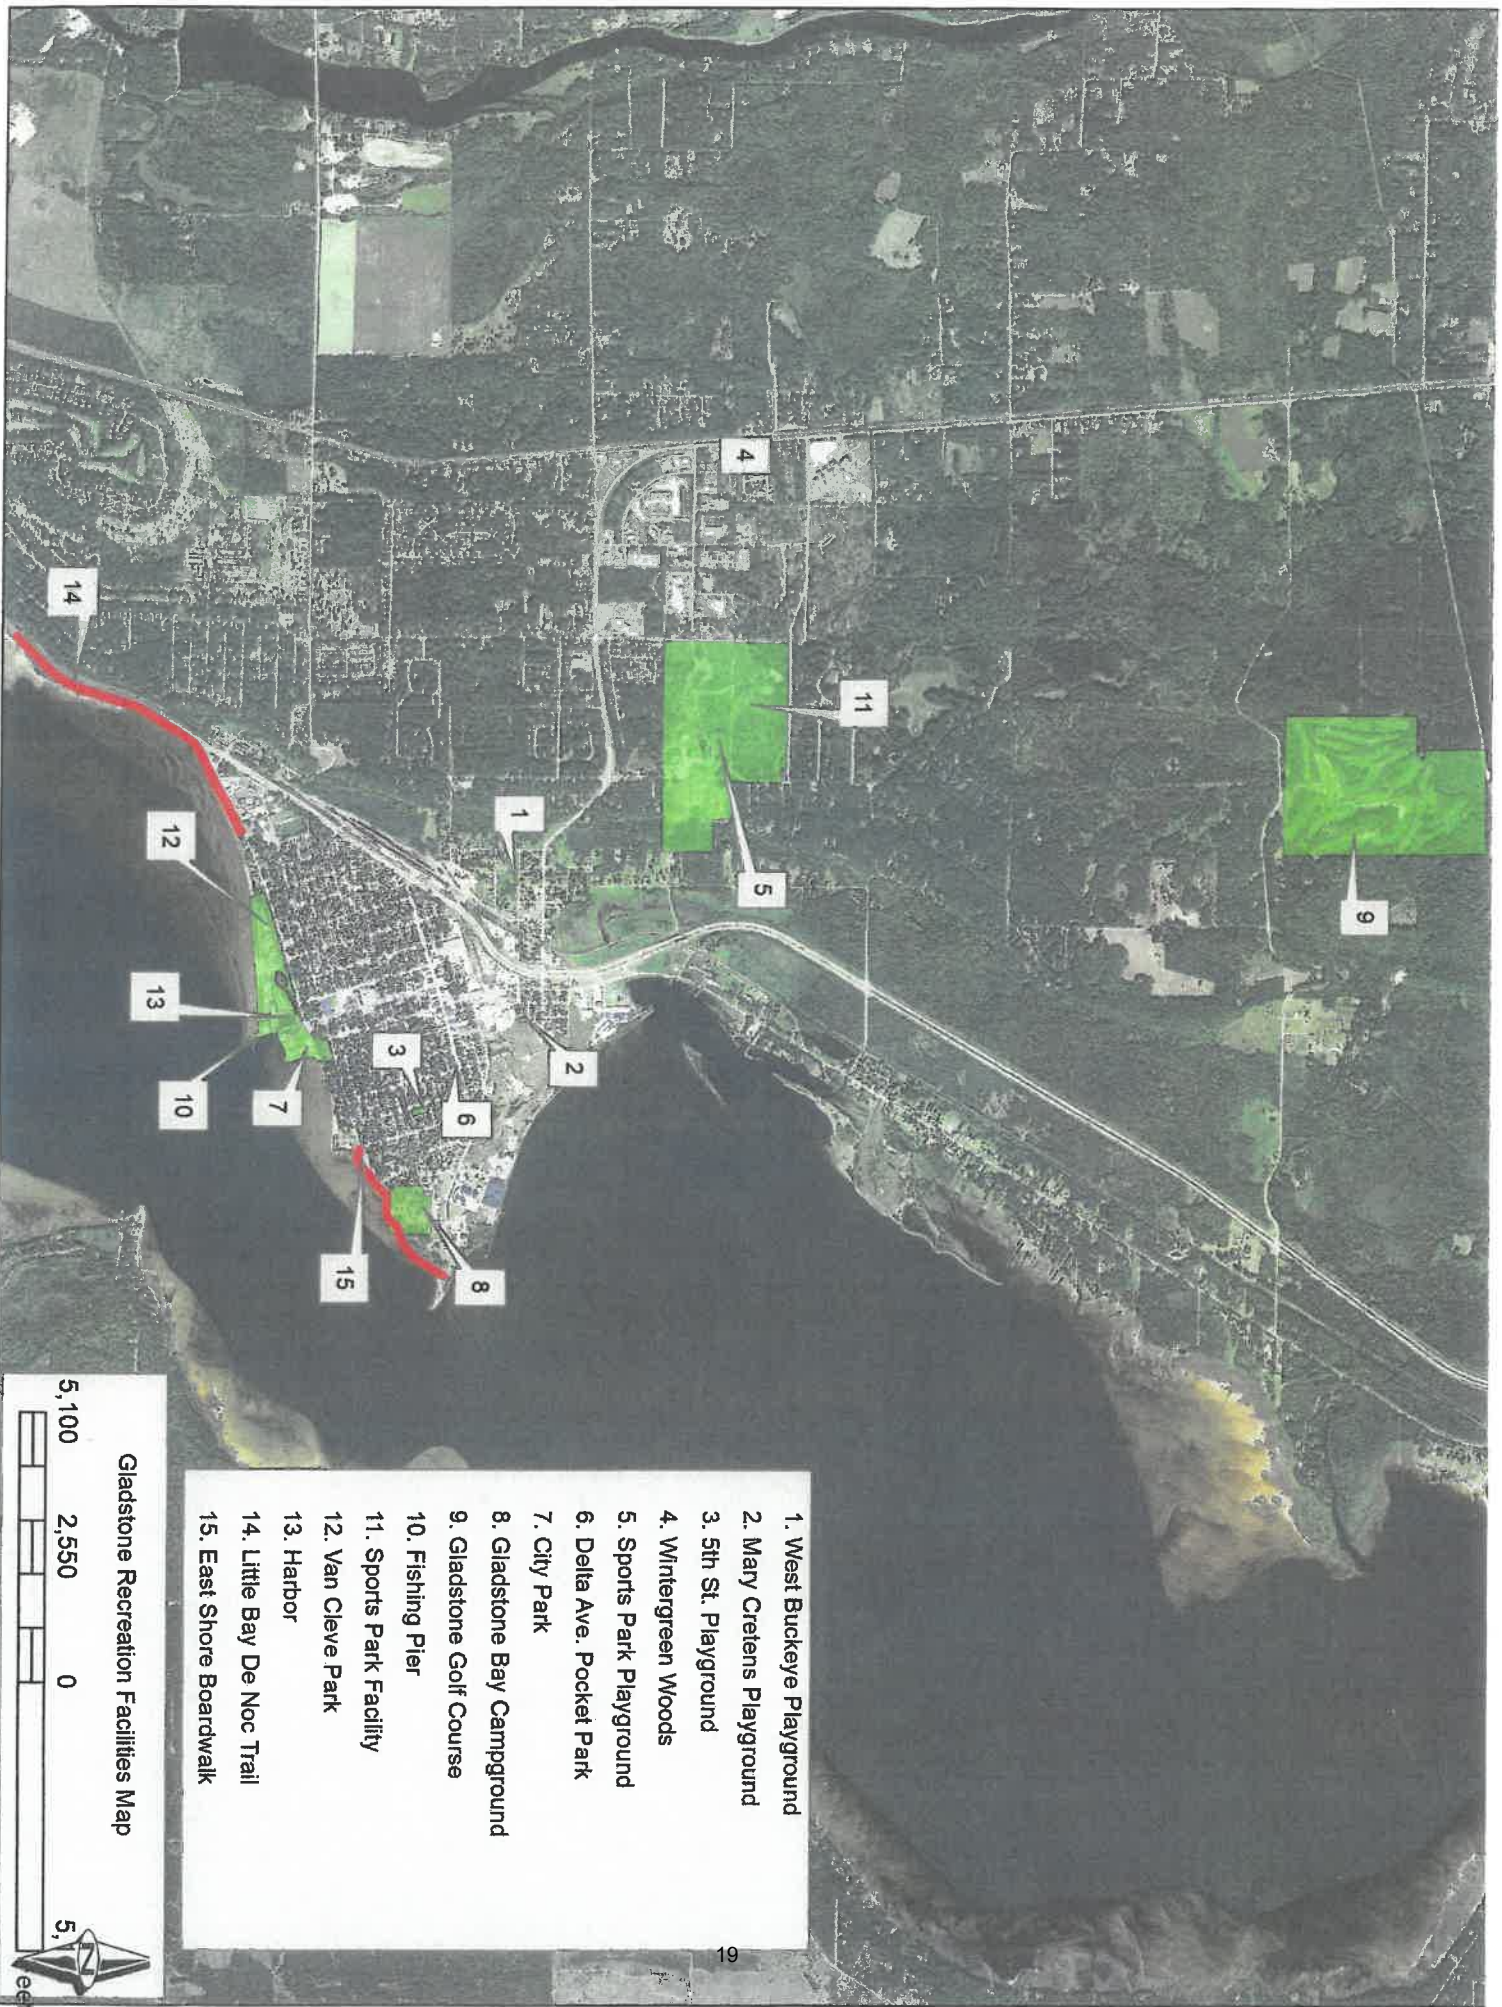 9
11
5
4
1
2
6
3
8
14
12
13
7
10
15
1. West Buckeye Playground
2. Mary Cretens Playground
3. 5th St. Playground
4. Wintergreen Woods
5. Sports Park Playground
6. Delta Ave. Pocket Park
7. City Park
8. Gladstone Bay Campground
9. Gladstone Golf Course
10. Fishing Pier
11. Sports Park Facility
12. Van Cleve Park
13. Harbor
14. Little Bay De Noc Trail
15. East Shore Boardwalk
Gladstone Recreation Facilities Map
5,100 2,550 0 5,
N
19